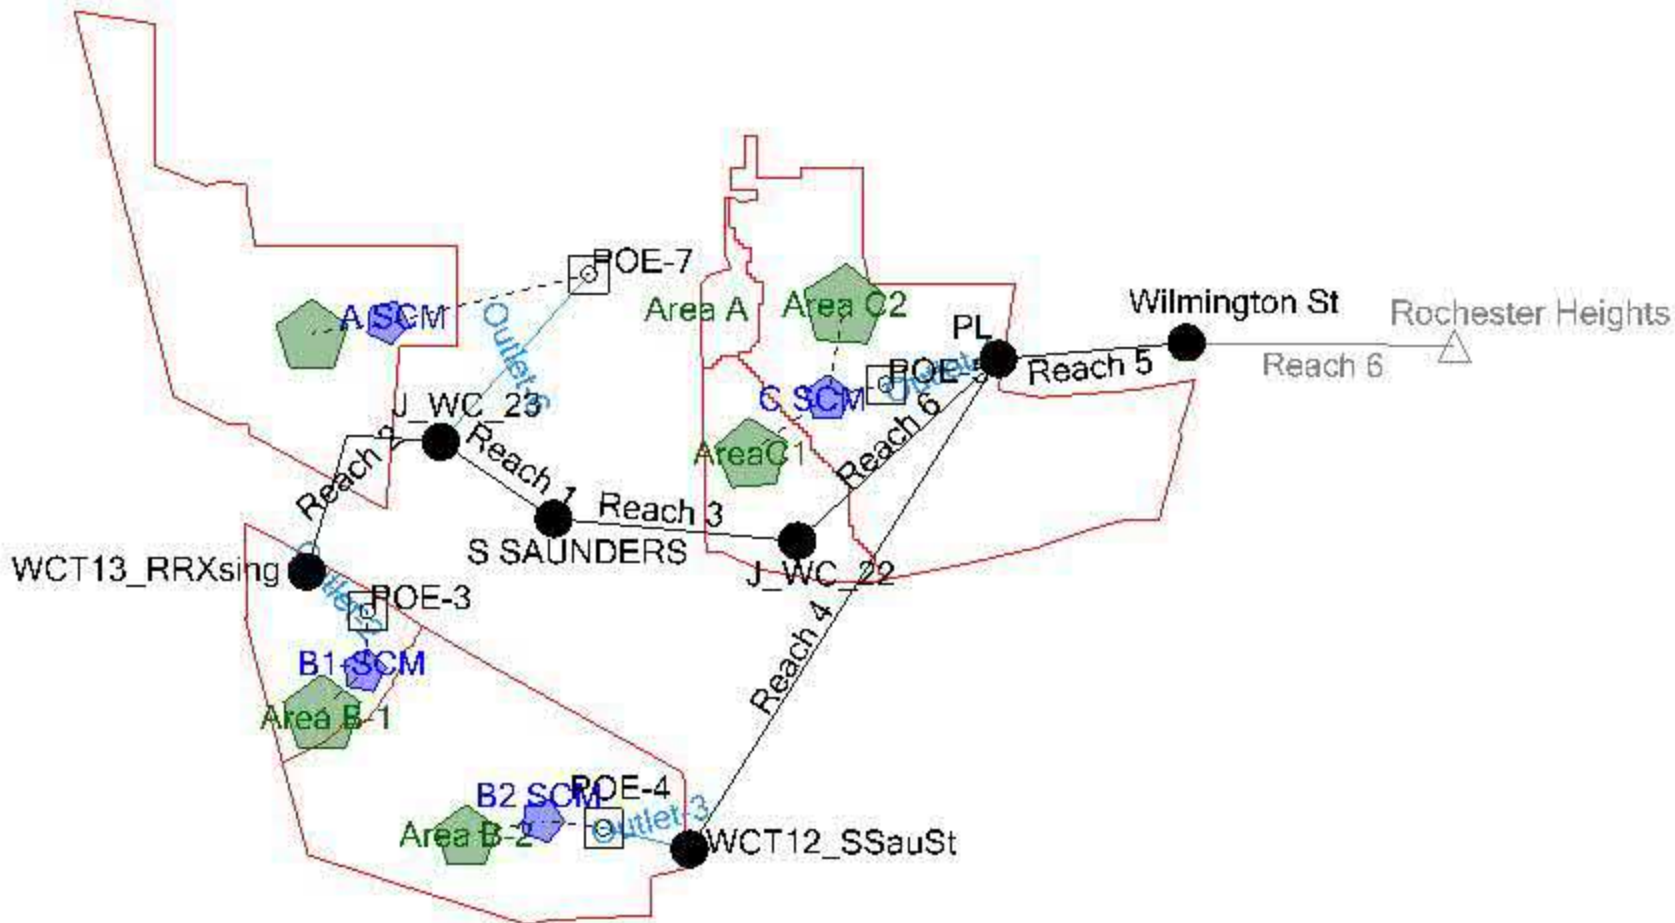 POE-7
A SCM
Area A
Area C2
Wilmington St
Rochester Heights
PL
Reach 5
Reach 6
POE-5
C SCM
Outlet-6
J_WC_23
Reach 2
Reach 1
Reach 6
AreaC1
Reach 3
S SAUNDERS
WCT13_RRXsing
J_WC_22
POE-3
B1-SCM
Reach 4
Area B-1
POE-4
B2 SCM
Outlet-3
Area B-2
WCT12_SSauSt